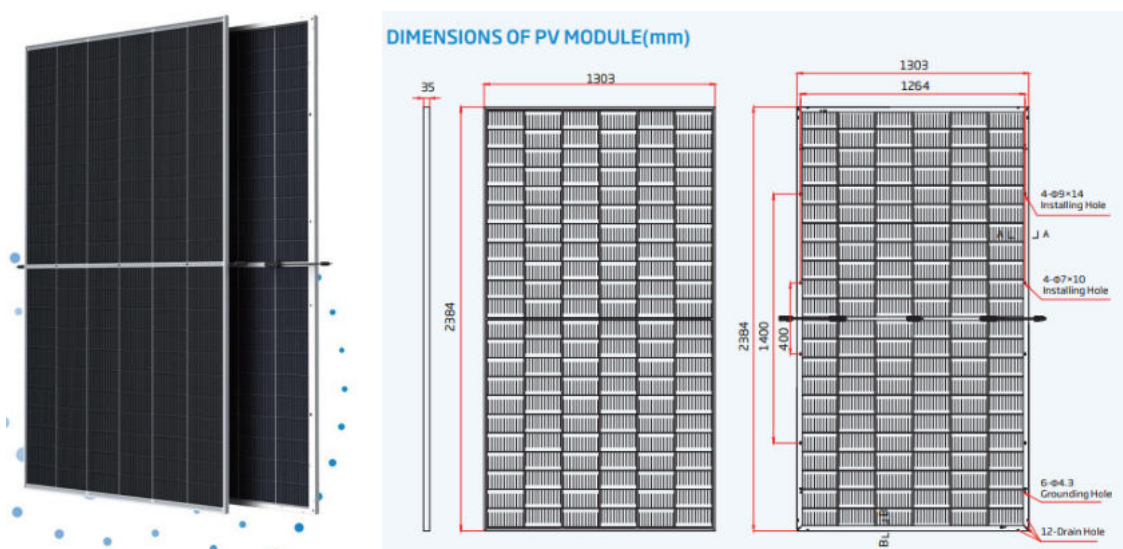 DIMENSIONS OF PV MODULE(mm)
35
1303
2384
1303
1264
2384
1400
400
4-Φ9×14
Installing Hole
A
A
4-Φ7×10
Installing Hole
6-Φ4.3
Grounding Hole
12-Drain Hole
B
B